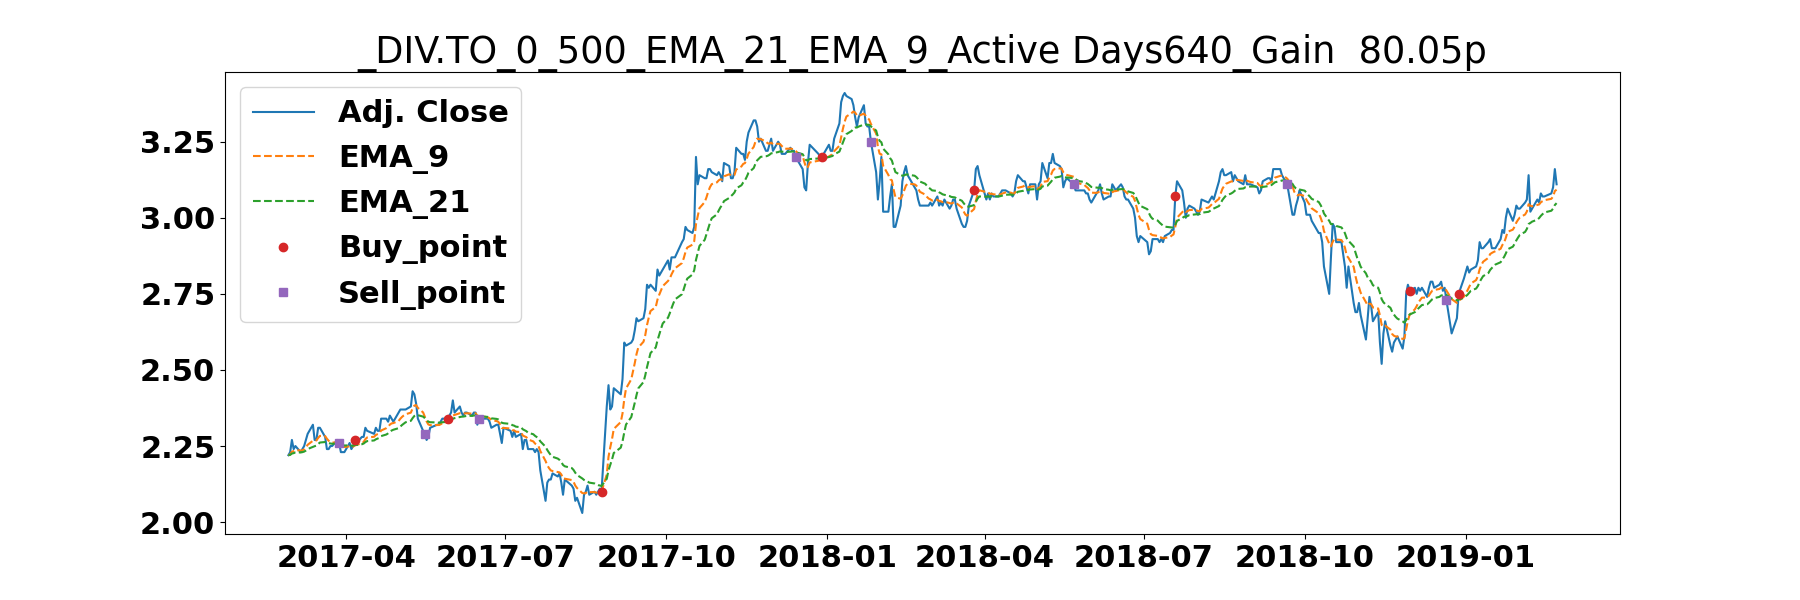 _DIV.TO_0_500_EMA_21_EMA_9_Active Days640_Gain  80.05p
Adj. Close
EMA_9
EMA_21
Buy_point
Sell_point
3.25
3.00
2.75
2.50
2.25
2.00
2017-04 2017-07 2017-10 2018-01 2018-04 2018-07 2018-10 2019-01